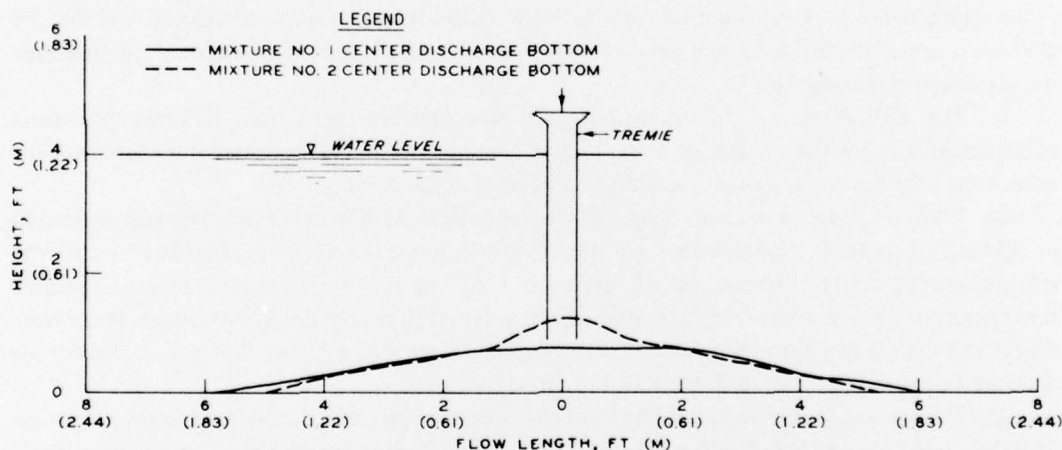 LEGEND
MIXTURE NO. 1 CENTER DISCHARGE BOTTOM
MIXTURE NO. 2 CENTER DISCHARGE BOTTOM
TREMIE
WATER LEVEL
HEIGHT, FT (M)
6
(1.83)
4
(1.22)
2
(0.61)
0
8 6 4 2 0 2 4 6 8
(2.44) (1.83) (1.22) (0.61) (0.61) (1.22) (1.83) (2.44)
FLOW LENGTH, FT (M)